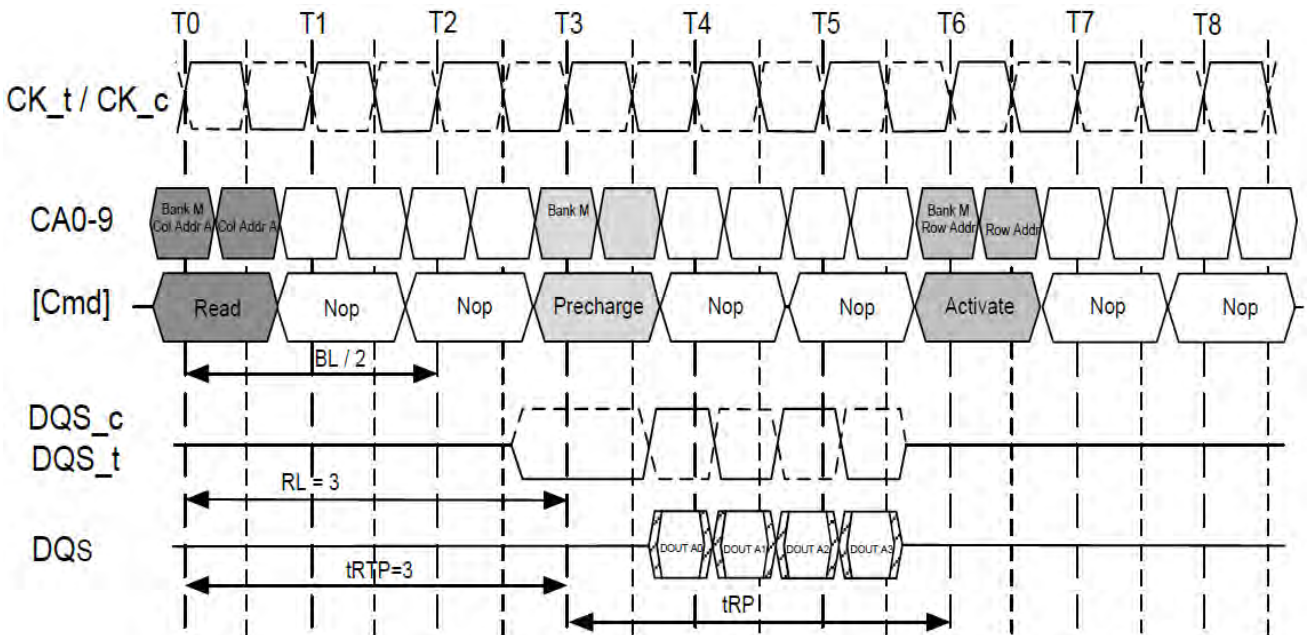 T0 T1 T2 T3 T4 T5 T6 T7 T8
CK_t / CK_c
CA0-9
Bank M
Col Addr A
Col Addr A
Bank M
Bank M
Row Addr
Row Addr
[Cmd]
Read Nop Nop Precharge Nop Nop Activate Nop Nop
BL / 2
DQS_c
DQS_t
RL = 3
DQs
DOUT A0 DOUT A1 DOUT A2 DOUT A3
tRTP=3
tRP